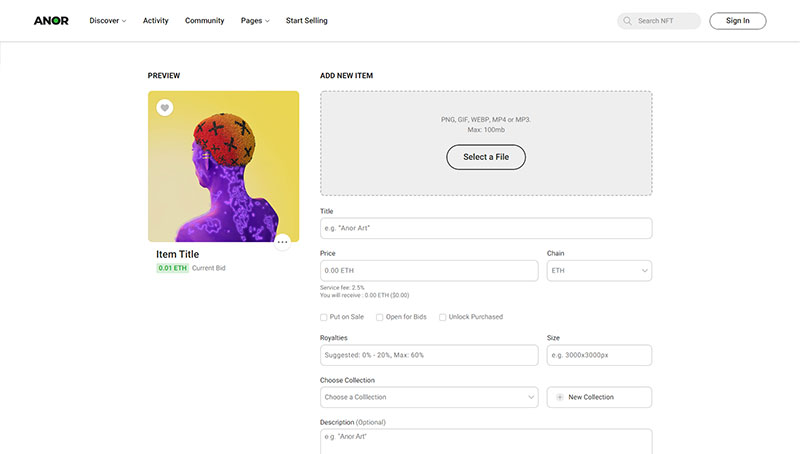 ANOR
Discover
Activity
Community
Pages
Start Selling
Search NFT
Sign In
PREVIEW
Item Title
0.01 ETH Current Bid
ADD NEW ITEM
PNG, GIF, WEBP, MP4 or MP3.
Max: 100mb
Select a File
Title
e.g. "Anor Art"
Price
Chain
0.00 ETH
ETH
Service fee: 2.5%
You will receive : 0.00 ETH ($0.00)
Put on Sale
Open for Bids
Unlock Purchased
Royalties
Size
Suggested: 0% - 20%, Max: 60%
e.g. 3000x3000px
Choose Collection
Choose a Colllection
New Collection
Description (Optional)
e.g. "Anor Art"